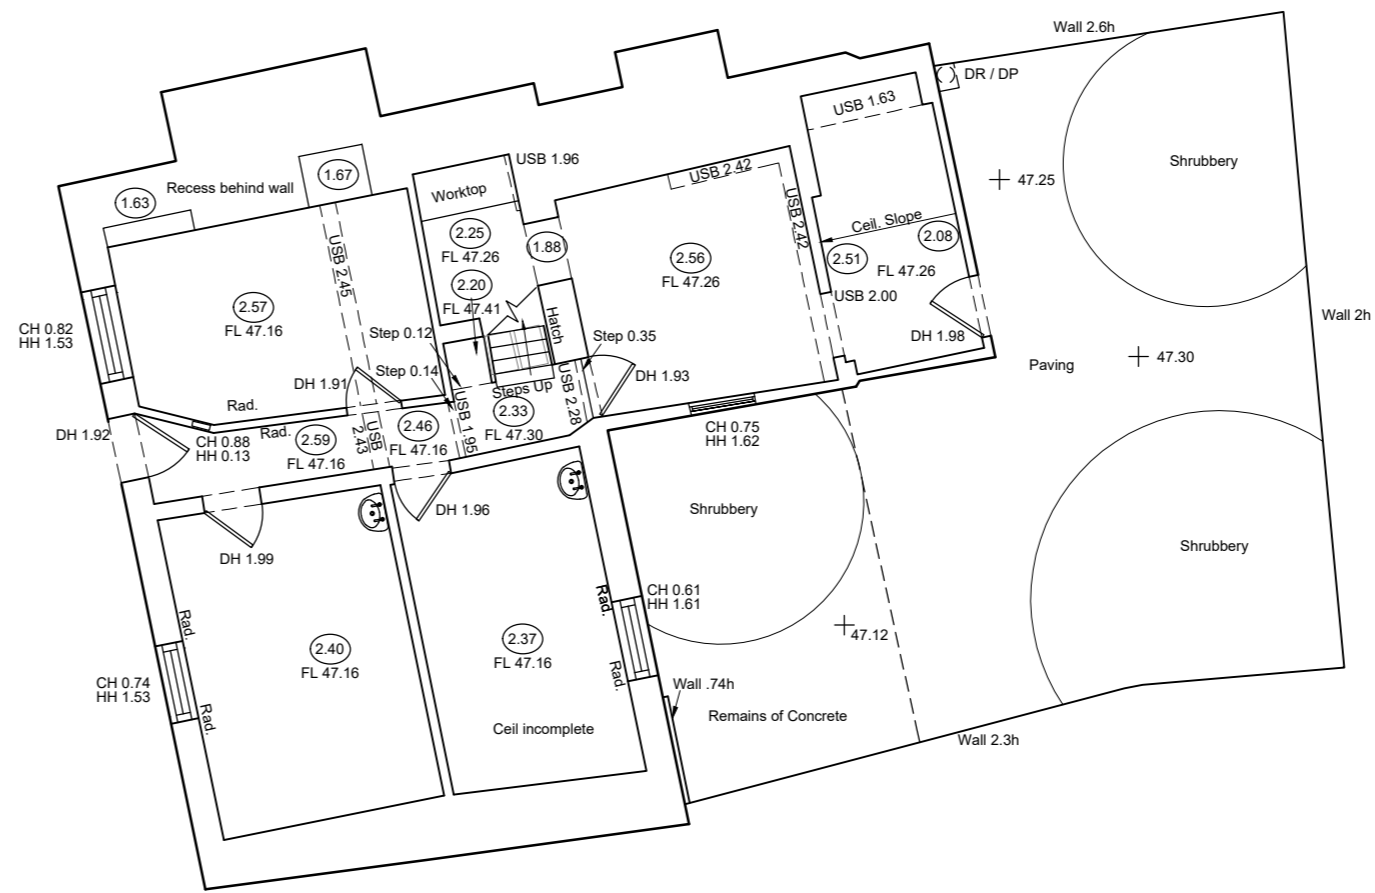 Wall 2.6h
DR / DP
USB 1.63
Shrubbery
47.25
USB 1.96
USB 2.42
1.67
Recess behind wall
1.63
Worktop
USB 2.42
Ceil. Slope
2.25
FL 47.26
1.88
2.56
FL 47.26
2.51
2.08
FL 47.26
USB 2.45
2.20
FL 47.41
USB 2.00
2.57
FL 47.16
CH 0.82
HH 1.53
Wall 2h
Step 0.12
Hatch
Step 0.35
DH 1.98
47.30
Paving
Step 0.14
DH 1.91
Steps Up
USB 2.28
DH 1.93
Rad.
DH 1.92
Rad.
CH 0.88
HH 0.13
2.59
FL 47.16
USB
2.43
2.46
FL 47.16
USB 1.95
2.33
FL 47.30
CH 0.75
HH 1.62
DH 1.96
Shrubbery
DH 1.99
Shrubbery
CH 0.61
HH 1.61
Rad.
Rad.
47.12
2.40
FL 47.16
2.37
FL 47.16
Rad.
CH 0.74
HH 1.53
Rad.
Wall .74h
Remains of Concrete
Ceil incomplete
Wall 2.3h